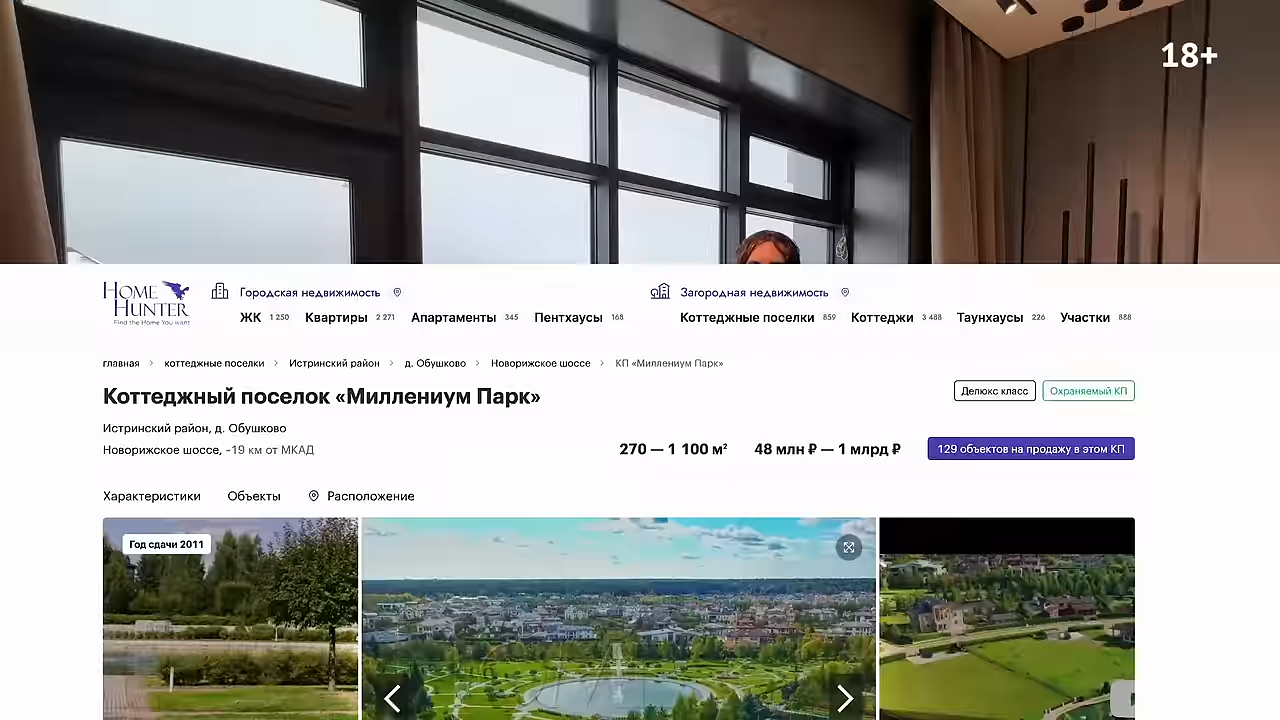 18+
HOME
HUNTER
Find the Home You want
Городская недвижимость
Загородная недвижимость
ЖК 1 250 Квартиры 2 271 Апартаменты 345 Пентхаусы 168
Коттеджные поселки 859 Коттеджи 3 488 Таунхаусы 226 Участки 888
главная > коттеджные поселки > Истринский район > д. Обушково > Новорижское шоссе > КП «Миллениум Парк»
Коттеджный поселок «Миллениум Парк»
Делюкс класс
Охраняемый КП
Истринский район, д. Обушково
Новорижское шоссе, ~19 км от МКАД
270 — 1 100 м²
48 млн ₽ — 1 млрд ₽
129 объектов на продажу в этом КП
Характеристики Объекты Расположение
Год сдачи 2011